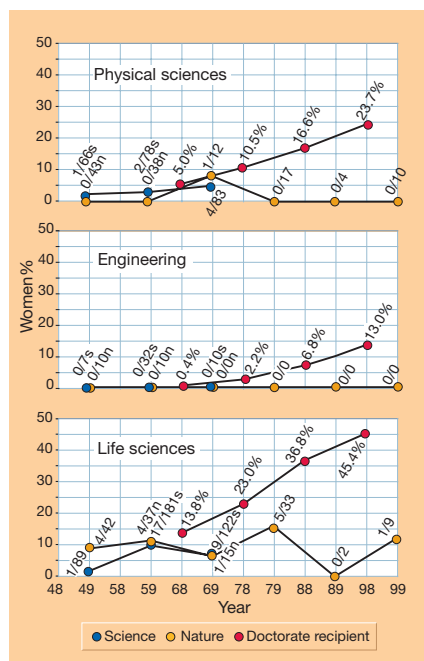 50
40
30
20
10
0
Physical sciences
1/66s
0/43n
2/78s
0/38n
5.0%
1/12
4/83
10.5%
0/17
16.6%
0/4
23.7%
0/10
Women %
50
40
30
20
10
0
Engineering
0/7s
0/10n
0/32s
0/10n
0.4%
0/10s
0/0n
2.2%
0/0
6.8%
0/0
13.0%
0/0
50
40
30
20
10
0
Life sciences
1/89
4/42
4/37n
17/181s
13.8%
9/122s
1/15n
23.0%
5/33
36.8%
0/2
45.4%
1/9
48 49 58 59 68 69 78 79 88 89 98 99
Year
Science Nature Doctorate recipient